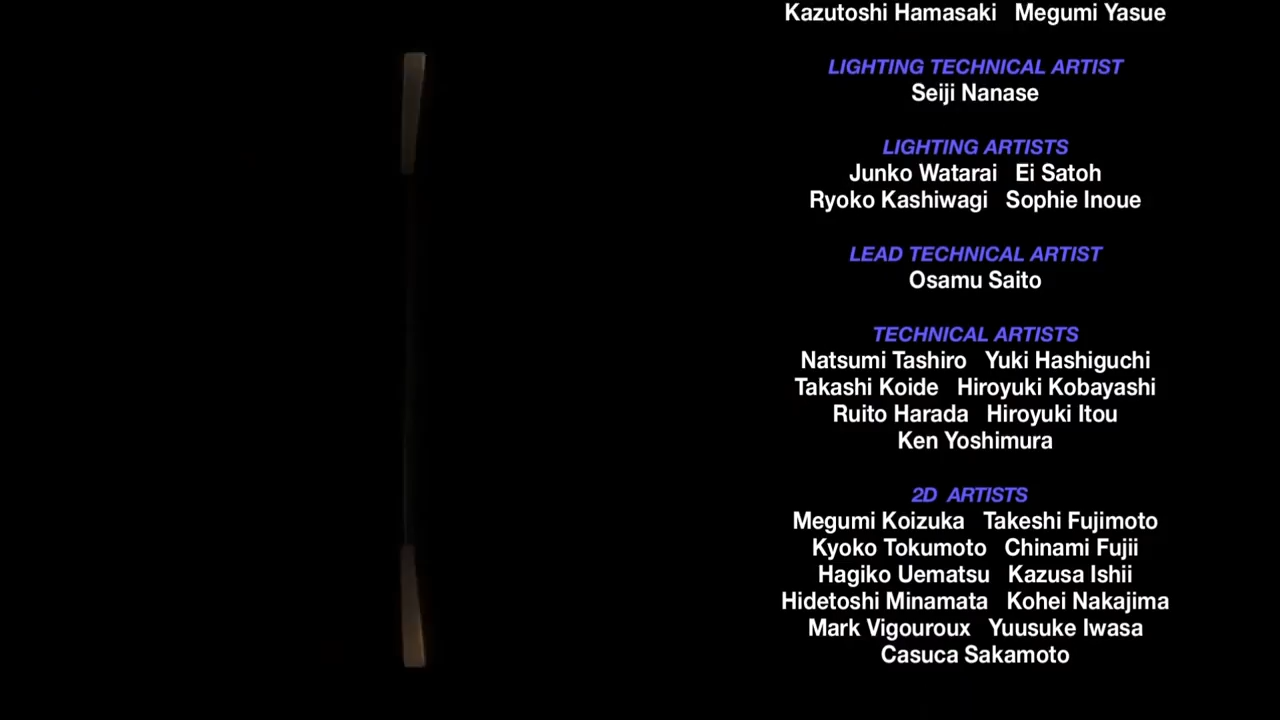 Kazutoshi Hamasaki Megumi Yasue
LIGHTING TECHNICAL ARTIST
Seiji Nanase
LIGHTING ARTISTS
Junko Watarai Ei Satoh
Ryoko Kashiwagi Sophie Inoue
LEAD TECHNICAL ARTIST
Osamu Saito
TECHNICAL ARTISTS
Natsumi Tashiro Yuki Hashiguchi
Takashi Koide Hiroyuki Kobayashi
Ruito Harada Hiroyuki Itou
Ken Yoshimura
2D ARTISTS
Megumi Koizuka Takeshi Fujimoto
Kyoko Tokumoto Chinami Fujii
Hagiko Uematsu Kazusa Ishii
Hidetoshi Minamata Kohei Nakajima
Mark Vigouroux Yuusuke Iwasa
Casuca Sakamoto